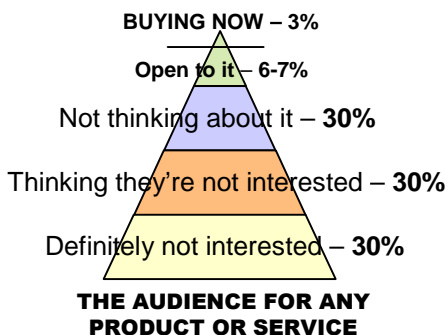 BUYING NOW – 3%
Open to it – 6-7%
Not thinking about it – 30%
Thinking they're not interested – 30%
Definitely not interested – 30%
THE AUDIENCE FOR ANY
PRODUCT OR SERVICE